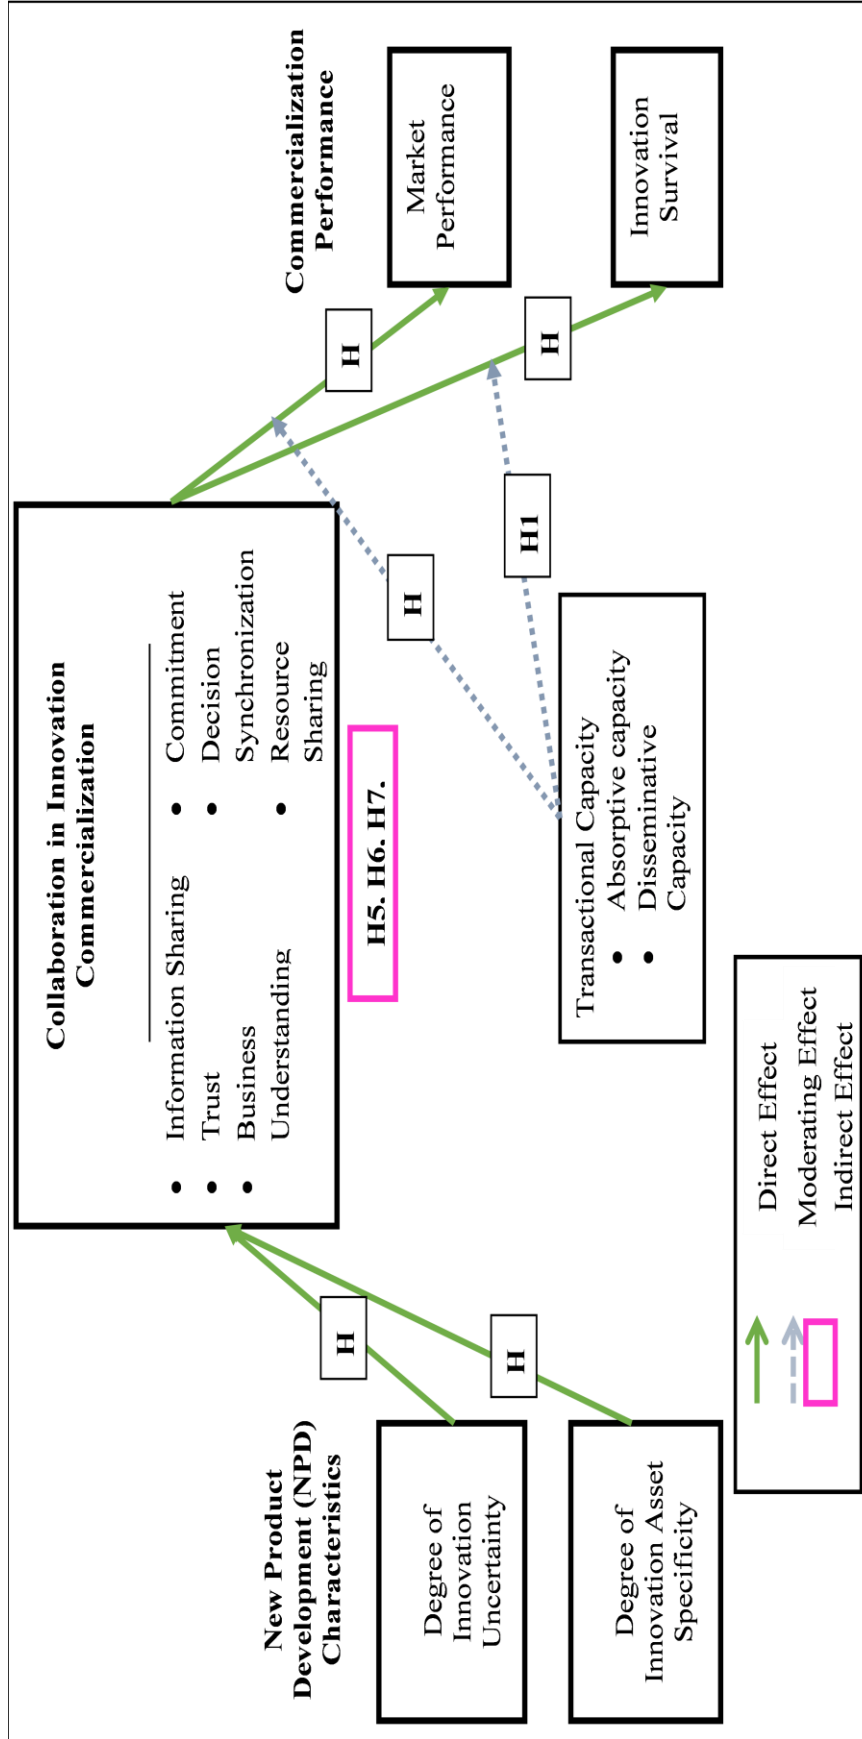 New Product
Development (NPD)
Characteristics
Degree of
Innovation
Uncertainty
Degree of
Innovation Asset
Specificity
H
H
Collaboration in Innovation
Commercialization
• Information Sharing
• Trust
• Business
Understanding
• Commitment
• Decision
Synchronization
• Resource
Sharing
H5. H6. H7.
Transactional Capacity
• Absorptive capacity
• Disseminative
Capacity
H
H1
H
H
Commercialization
Performance
Market
Performance
Innovation
Survival
Direct Effect
Moderating Effect
Indirect Effect